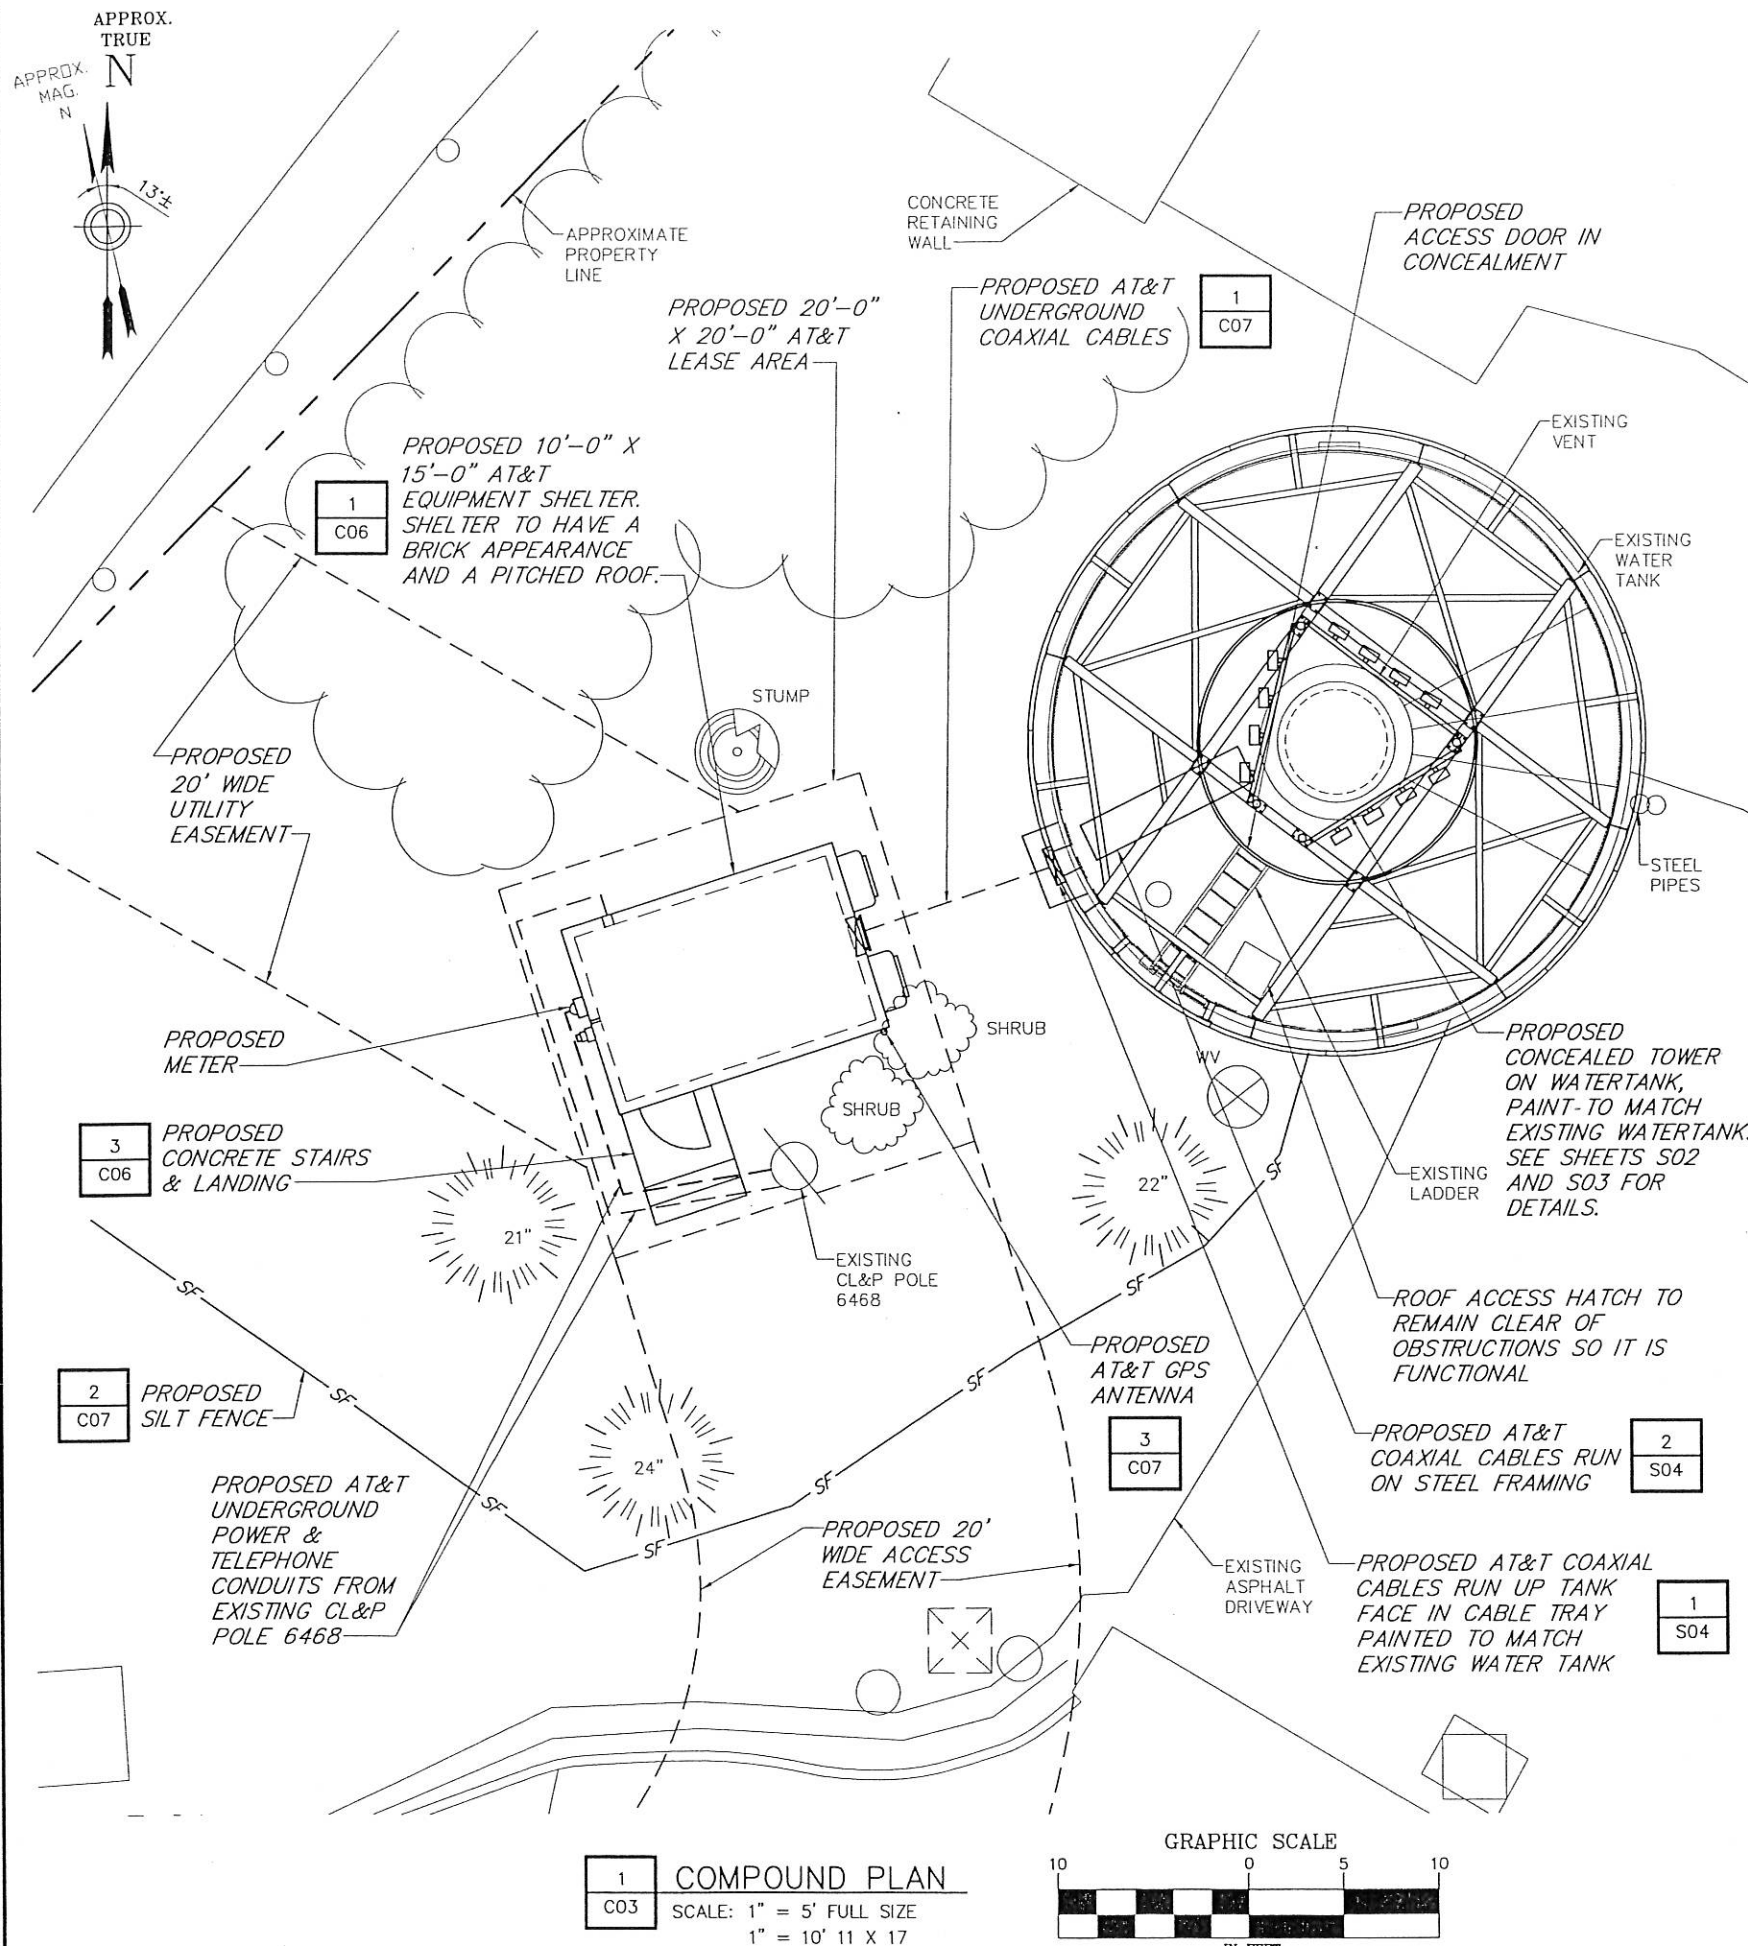 APPROX.
TRUE
N
APPROX.
MAG.
N
13°±
APPROXIMATE
PROPERTY
LINE
CONCRETE
RETAINING
WALL
PROPOSED
ACCESS DOOR IN
CONCEALMENT
PROPOSED 20'-0"
X 20'-0" AT&T
LEASE AREA
PROPOSED AT&T
UNDERGROUND
COAXIAL CABLES
1
C07
EXISTING
VENT
PROPOSED 10'-0" X
15'-0" AT&T
EQUIPMENT SHELTER.
SHELTER TO HAVE A
BRICK APPEARANCE
AND A PITCHED ROOF.
1
C06
EXISTING
WATER
TANK
STUMP
PROPOSED
20' WIDE
UTILITY
EASEMENT
STEEL
PIPES
PROPOSED
METER
SHRUB
SHRUB
WV
PROPOSED
CONCEALED TOWER
ON WATERTANK,
PAINT-TO MATCH
EXISTING WATERTANK.
SEE SHEETS S02
AND S03 FOR
DETAILS.
3
C06
PROPOSED
CONCRETE STAIRS
& LANDING
EXISTING
LADDER
22"
21"
SF
SF
SF
EXISTING
CL&P POLE
6468
ROOF ACCESS HATCH TO
REMAIN CLEAR OF
OBSTRUCTIONS SO IT IS
FUNCTIONAL
PROPOSED
AT&T GPS
ANTENNA
3
C07
2
C07
PROPOSED
SILT FENCE
SF
SF
24"
SF
SF
SF
PROPOSED AT&T
COAXIAL CABLES RUN
ON STEEL FRAMING
2
S04
PROPOSED AT&T
UNDERGROUND
POWER &
TELEPHONE
CONDUITS FROM
EXISTING CL&P
POLE 6468
PROPOSED 20'
WIDE ACCESS
EASEMENT
EXISTING
ASPHALT
DRIVEWAY
PROPOSED AT&T COAXIAL
CABLES RUN UP TANK
FACE IN CABLE TRAY
PAINTED TO MATCH
EXISTING WATER TANK
1
S04
1
C03
COMPOUND PLAN
SCALE: 1" = 5' FULL SIZE
1" = 10' 11 X 17
GRAPHIC SCALE
10 0 5 10